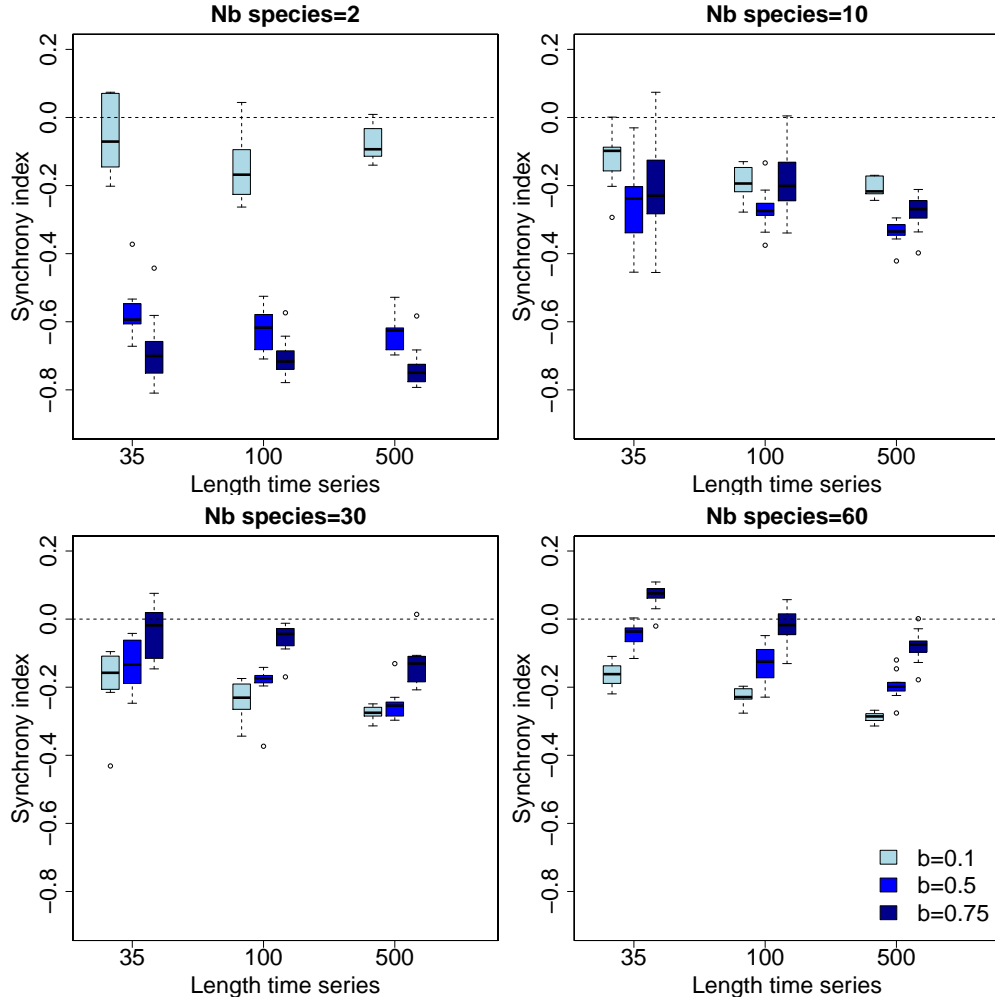 Nb species=2
Nb species=10
Synchrony index
0.2
0.0
−0.2
−0.4
−0.6
−0.8
35
100
500
Length time series
Synchrony index
0.2
0.0
−0.2
−0.4
−0.6
−0.8
35
100
500
Length time series
Nb species=30
Nb species=60
Synchrony index
0.2
0.0
−0.2
−0.4
−0.6
−0.8
35
100
500
Length time series
Synchrony index
0.2
0.0
−0.2
−0.4
−0.6
−0.8
b=0.1
b=0.5
b=0.75
35
100
500
Length time series